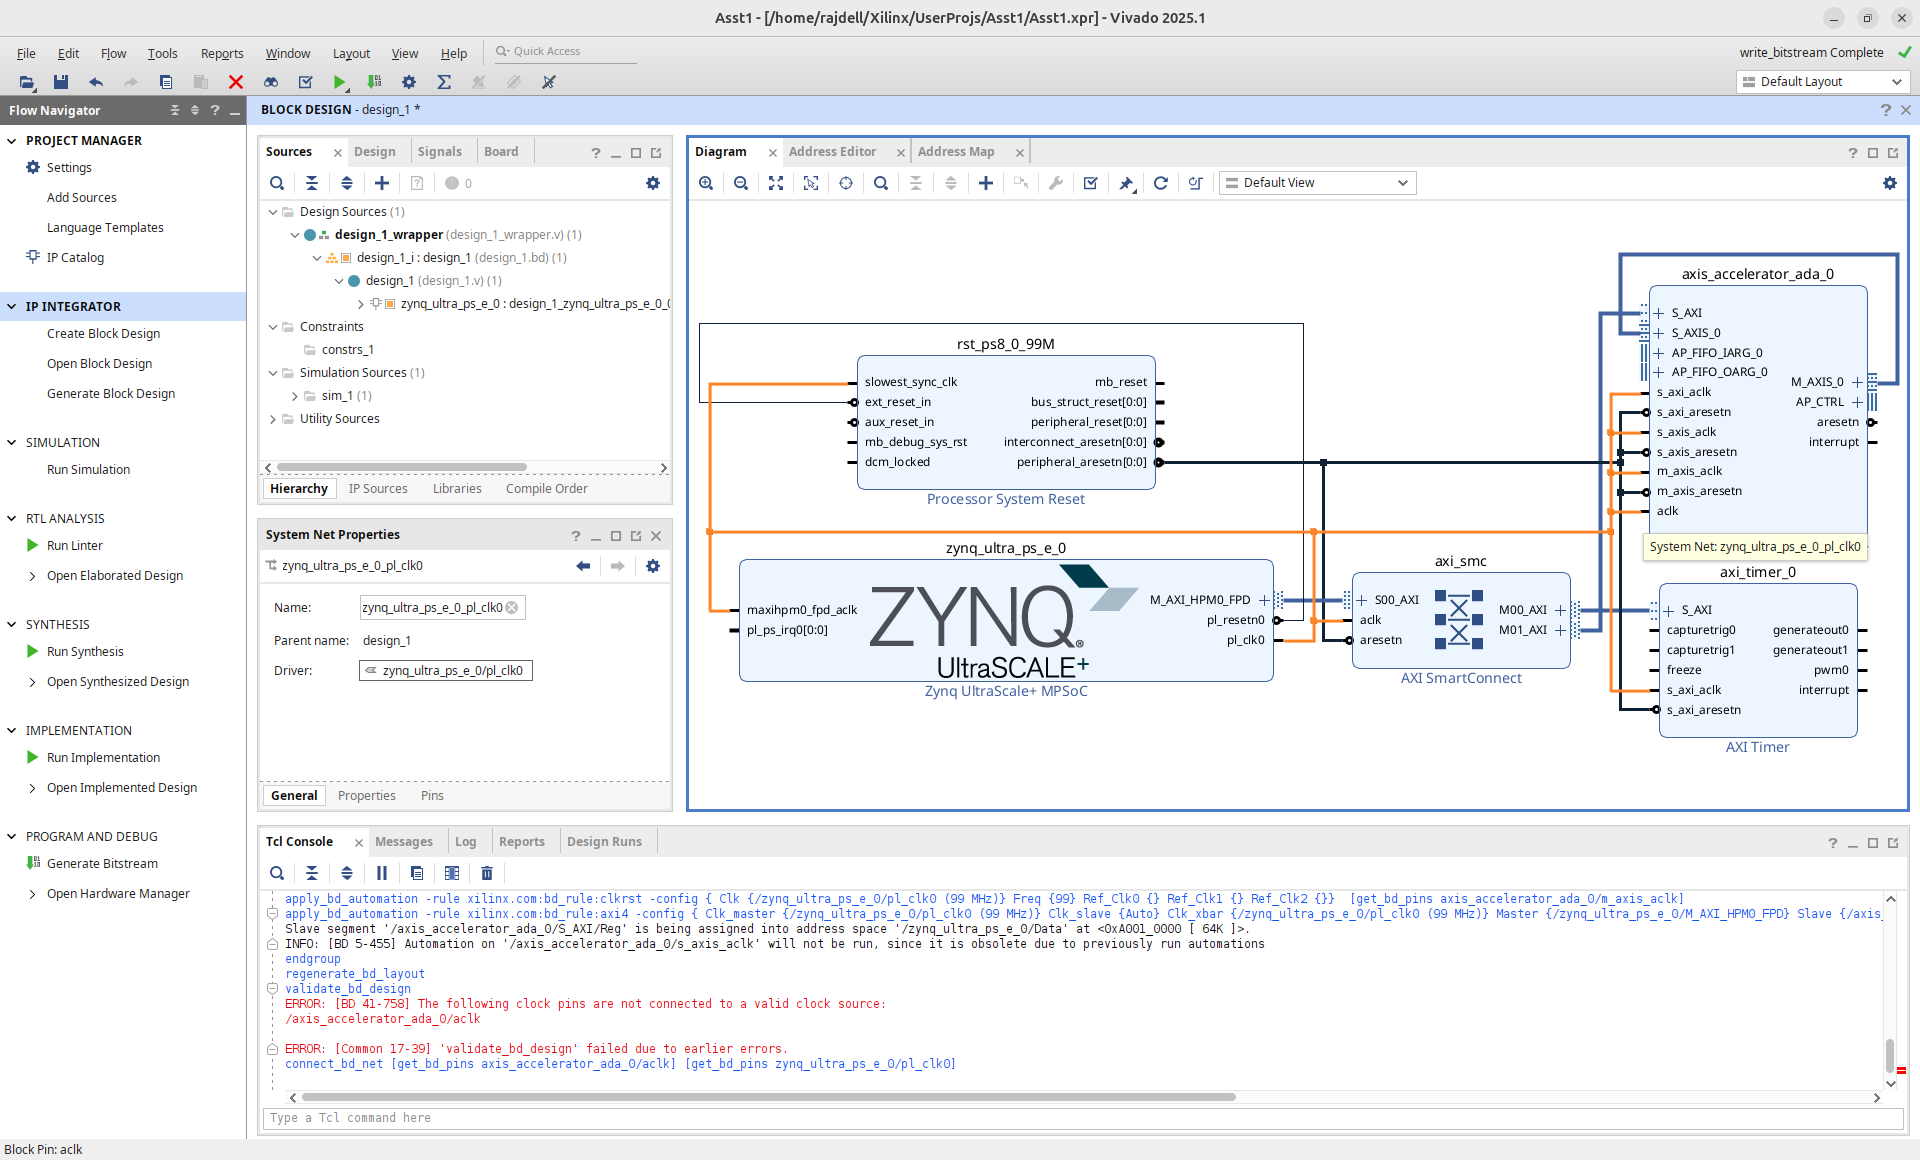 Asst1 - [/home/rajdell/Xilinx/UserProjs/Asst1/Asst1.xpr] - Vivado 2025.1
File Edit Flow Tools Reports Window Layout View Help Quick Access
write_bitstream Complete
Default Layout
Flow Navigator
BLOCK DESIGN - design_1 *
PROJECT MANAGER
Settings
Add Sources
Language Templates
IP Catalog
IP INTEGRATOR
Create Block Design
Open Block Design
Generate Block Design
SIMULATION
Run Simulation
RTL ANALYSIS
Run Linter
Open Elaborated Design
SYNTHESIS
Run Synthesis
Open Synthesized Design
IMPLEMENTATION
Run Implementation
Open Implemented Design
PROGRAM AND DEBUG
Generate Bitstream
Open Hardware Manager
Sources Design Signals Board
0
Design Sources (1)
design_1_wrapper (design_1_wrapper.v) (1)
design_1_i : design_1 (design_1.bd) (1)
design_1 (design_1.v) (1)
zynq_ultra_ps_e_0 : design_1_zynq_ultra_ps_e_0_0
Constraints
constrs_1
Simulation Sources (1)
sim_1 (1)
Utility Sources
Hierarchy IP Sources Libraries Compile Order
System Net Properties
zynq_ultra_ps_e_0_pl_clk0
Name: zynq_ultra_ps_e_0_pl_clk0
Parent name: design_1
Driver: zynq_ultra_ps_e_0/pl_clk0
General Properties Pins
Diagram Address Editor Address Map
Default View
rst_ps8_0_99M
slowest_sync_clk
ext_reset_in
aux_reset_in
mb_debug_sys_rst
dcm_locked
mb_reset
bus_struct_reset[0:0]
peripheral_reset[0:0]
interconnect_aresetn[0:0]
peripheral_aresetn[0:0]
Processor System Reset
zynq_ultra_ps_e_0
maxihpm0_fpd_aclk
pl_ps_irq0[0:0]
ZYNQ
UltraSCALE+
M_AXI_HPM0_FPD
pl_resetn0
pl_clk0
Zynq UltraScale+ MPSoC
axi_smc
S00_AXI
aclk
aresetn
M00_AXI
M01_AXI
AXI SmartConnect
axis_accelerator_ada_0
S_AXI
S_AXIS_0
AP_FIFO_IARG_0
AP_FIFO_OARG_0
s_axi_aclk
s_axi_aresetn
s_axis_aclk
s_axis_aresetn
m_axis_aclk
m_axis_aresetn
aclk
M_AXIS_0
AP_CTRL
aresetn
interrupt
System Net: zynq_ultra_ps_e_0_pl_clk0
axi_timer_0
S_AXI
capturetrig0
capturetrig1
freeze
s_axi_aclk
s_axi_aresetn
generateout0
generateout1
pwm0
interrupt
AXI Timer
Tcl Console Messages Log Reports Design Runs
apply_bd_automation -rule xilinx.com:bd_rule:clkrst -config { Clk {/zynq_ultra_ps_e_0/pl_clk0 (99 MHz)} Freq {99} Ref_Clk0 {} Ref_Clk1 {} Ref_Clk2 {}}  [get_bd_pins axis_accelerator_ada_0/m_axis_aclk]
apply_bd_automation -rule xilinx.com:bd_rule:axi4 -config { Clk_master {/zynq_ultra_ps_e_0/pl_clk0 (99 MHz)} Clk_slave {Auto} Clk_xbar {/zynq_ultra_ps_e_0/pl_clk0 (99 MHz)} Master {/zynq_ultra_ps_e_0/M_AXI_HPM0_FPD} Slave {/axis_
Slave segment '/axis_accelerator_ada_0/S_AXI/Reg' is being assigned into address space '/zynq_ultra_ps_e_0/Data' at <0xA001_0000 [ 64K ]>.
INFO: [BD 5-455] Automation on '/axis_accelerator_ada_0/s_axis_aclk' will not be run, since it is obsolete due to previously run automations
endgroup
regenerate_bd_layout
validate_bd_design
ERROR: [BD 41-758] The following clock pins are not connected to a valid clock source:
/axis_accelerator_ada_0/aclk
ERROR: [Common 17-39] 'validate_bd_design' failed due to earlier errors.
connect_bd_net [get_bd_pins axis_accelerator_ada_0/aclk] [get_bd_pins zynq_ultra_ps_e_0/pl_clk0]
Type a Tcl command here
Block Pin: aclk